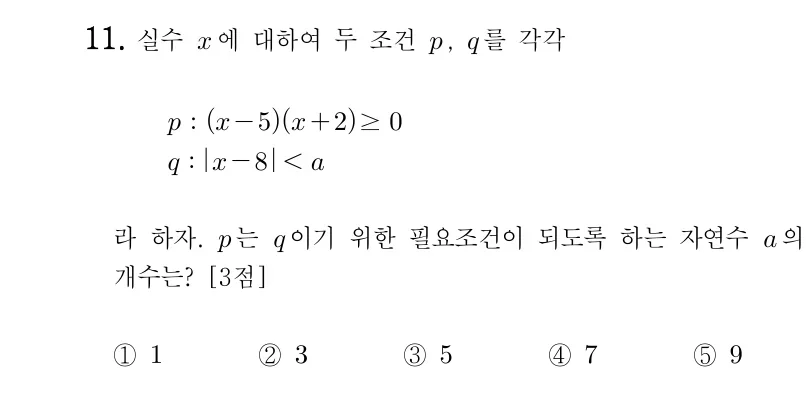 11. 실수 x에 대하여 두 조건 p, q를 각각
p : (x-5)(x+2)≥0
q : |x-8|<a
라 하자. p는 q이기 위한 필요조건이 되도록 하는 자연수 a의
개수는? [3점]
① 1 ② 3 ③ 5 ④ 7 ⑤ 9